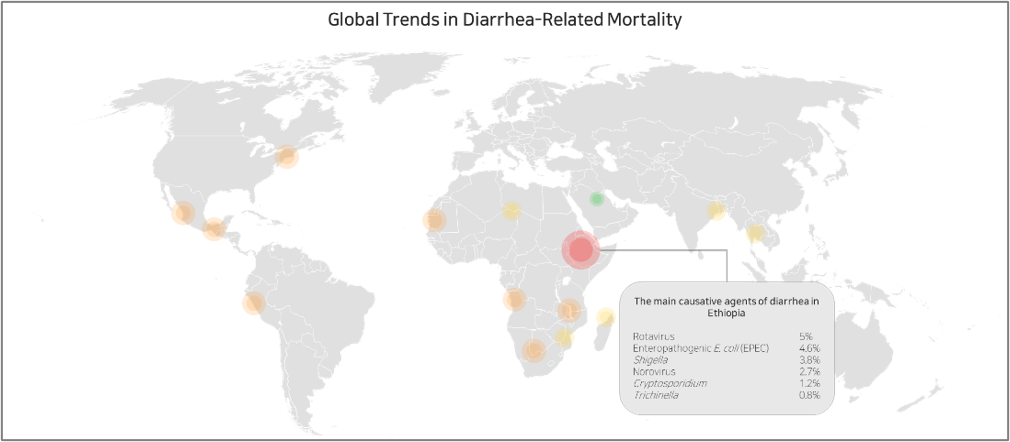 Global Trends in Diarrhea-Related Mortality
The main causative agents of diarrhea in
Ethiopia
Rotavirus 5%
Enteropathogenic E. coli (EPEC) 4.6%
Shigella 3.8%
Norovirus 2.7%
Cryptosporidium 1.2%
Trichinella 0.8%